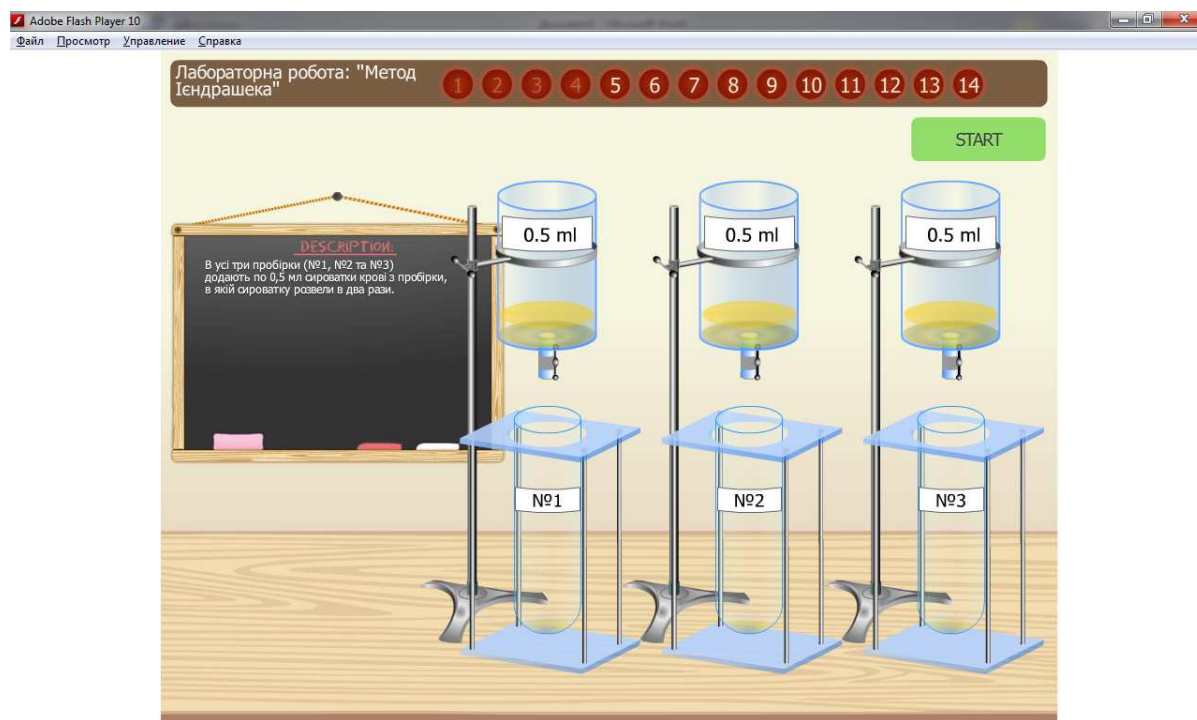 Adobe Flash Player 10
Файл Просмотр Управление Справка
Лабораторна робота: "Метод
Ієндрашека"
1 2 3 4 5 6 7 8 9 10 11 12 13 14
START
DESCRIPTION:
В усі три пробірки (№1, №2 та №3)
додають по 0,5 мл сироватки крові з пробірки,
в якій сироватку розвели в два рази.
0.5 ml 0.5 ml 0.5 ml
№1 №2 №3